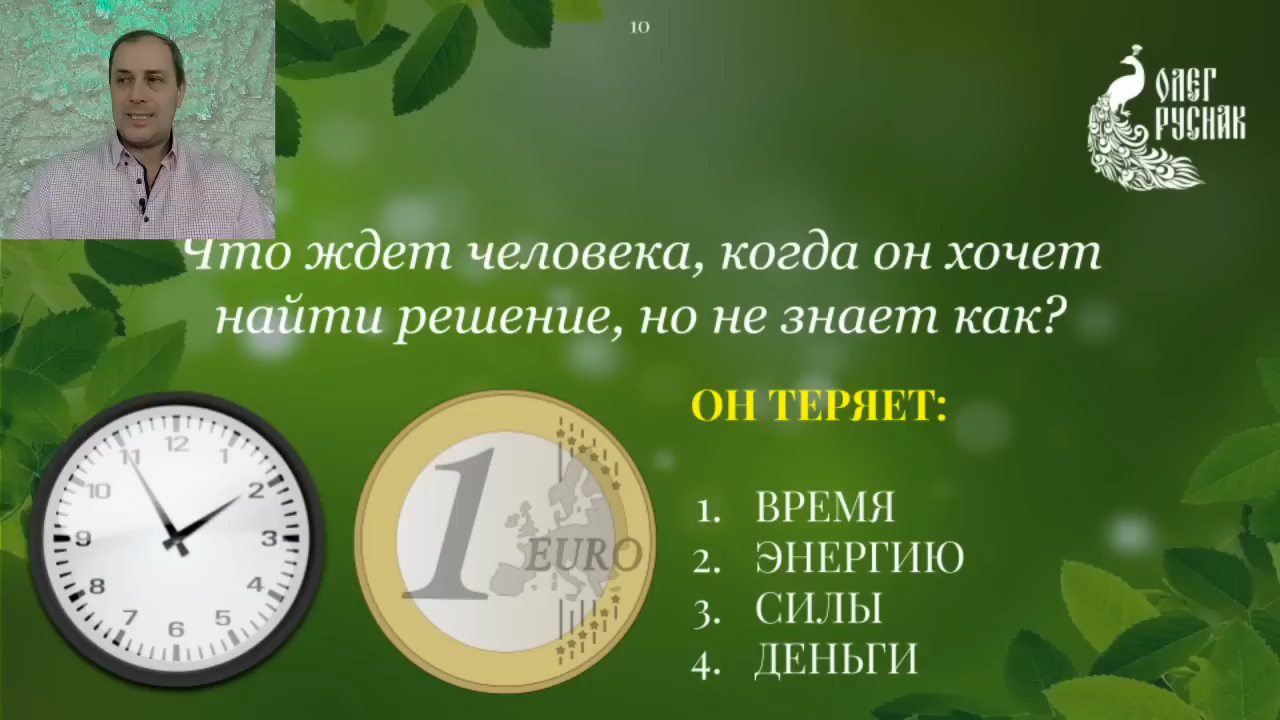 10
ОЛЕГ
РУСНАК
Что ждет человека, когда он хочет
найти решение, но не знает как?
ОН ТЕРЯЕТ:
1. ВРЕМЯ
2. ЭНЕРГИЮ
3. СИЛЫ
4. ДЕНЬГИ
12
11
1
10
2
9
3
8
4
7
5
6
1
EURO